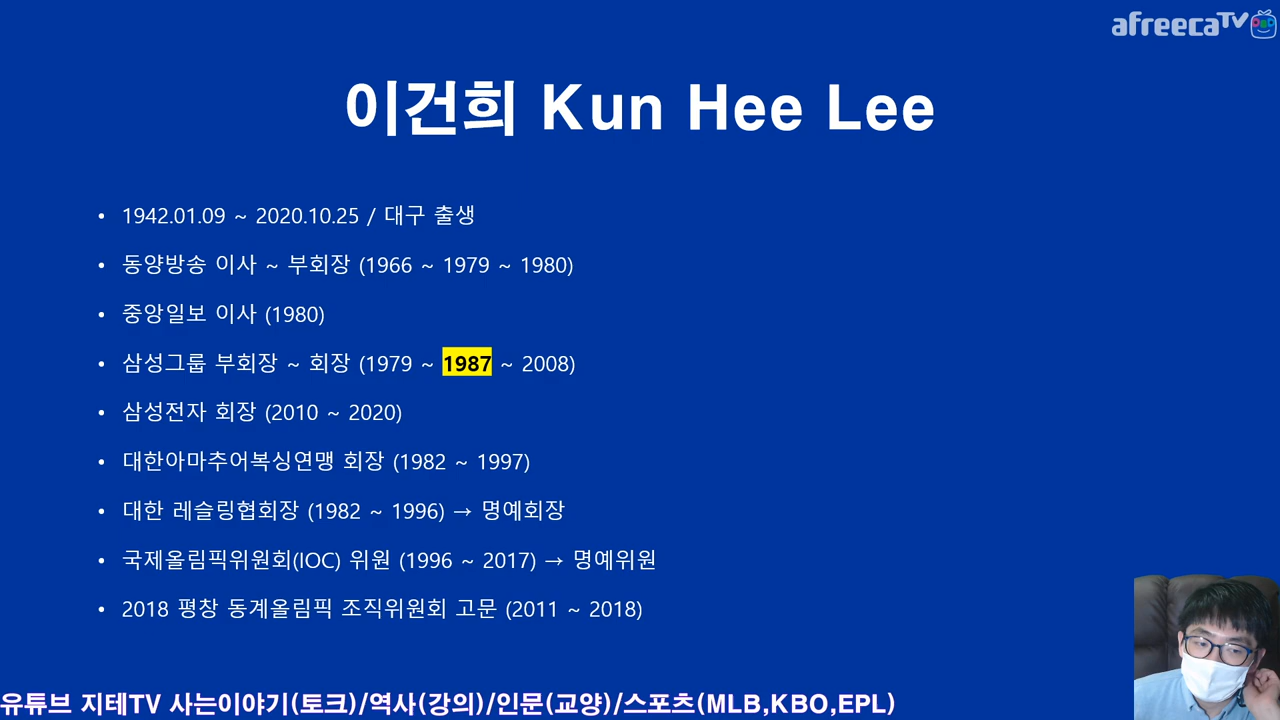 afreecaTV
이건희 Kun Hee Lee
• 1942.01.09 ~ 2020.10.25 / 대구 출생
• 동양방송 이사 ~ 부회장 (1966 ~ 1979 ~ 1980)
• 중앙일보 이사 (1980)
• 삼성그룹 부회장 ~ 회장 (1979 ~ 1987 ~ 2008)
• 삼성전자 회장 (2010 ~ 2020)
• 대한아마추어복싱연맹 회장 (1982 ~ 1997)
• 대한 레슬링협회장 (1982 ~ 1996) → 명예회장
• 국제올림픽위원회(IOC) 위원 (1996 ~ 2017) → 명예위원
• 2018 평창 동계올림픽 조직위원회 고문 (2011 ~ 2018)
유튜브 지테TV 사는이야기(토크)/역사(강의)/인문(교양)/스포츠(MLB,KBO,EPL)